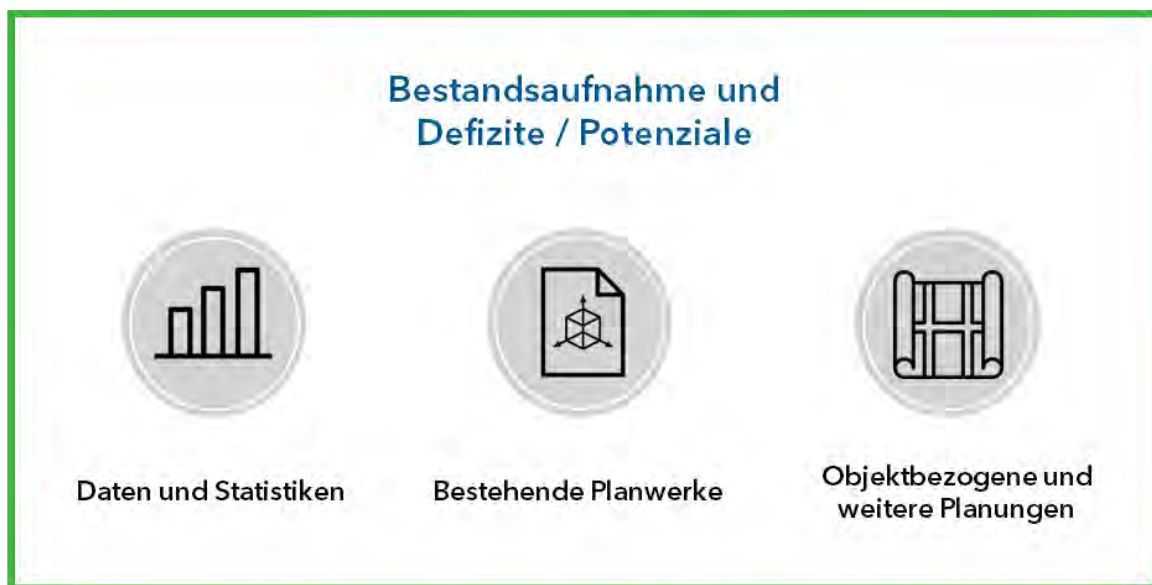 Bestandsaufnahme und
Defizite / Potenziale
Daten und Statistiken
Bestehende Planwerke
Objektbezogene und
weitere Planungen